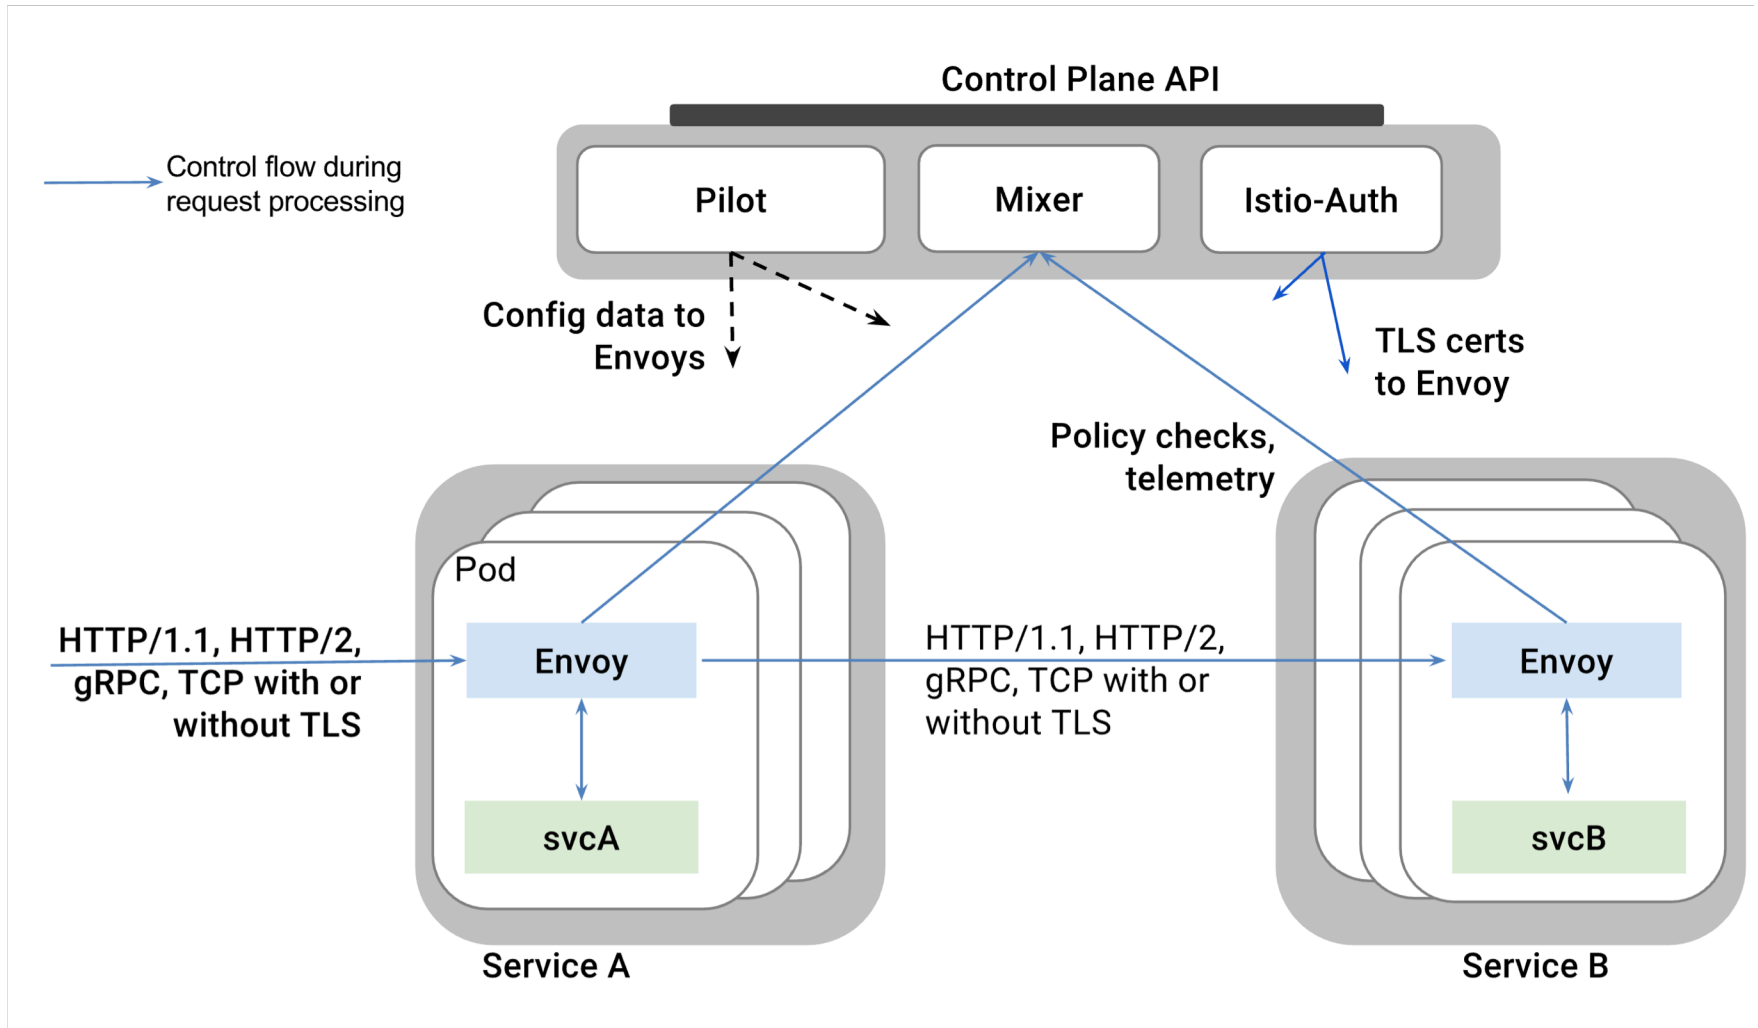 Control Plane API
Control flow during
request processing
Pilot
Mixer
Istio-Auth
Config data to
Envoys
TLS certs
to Envoy
Policy checks,
telemetry
Pod
HTTP/1.1, HTTP/2,
gRPC, TCP with or
without TLS
Envoy
HTTP/1.1, HTTP/2,
gRPC, TCP with or
without TLS
Envoy
svcA
svcB
Service A
Service B